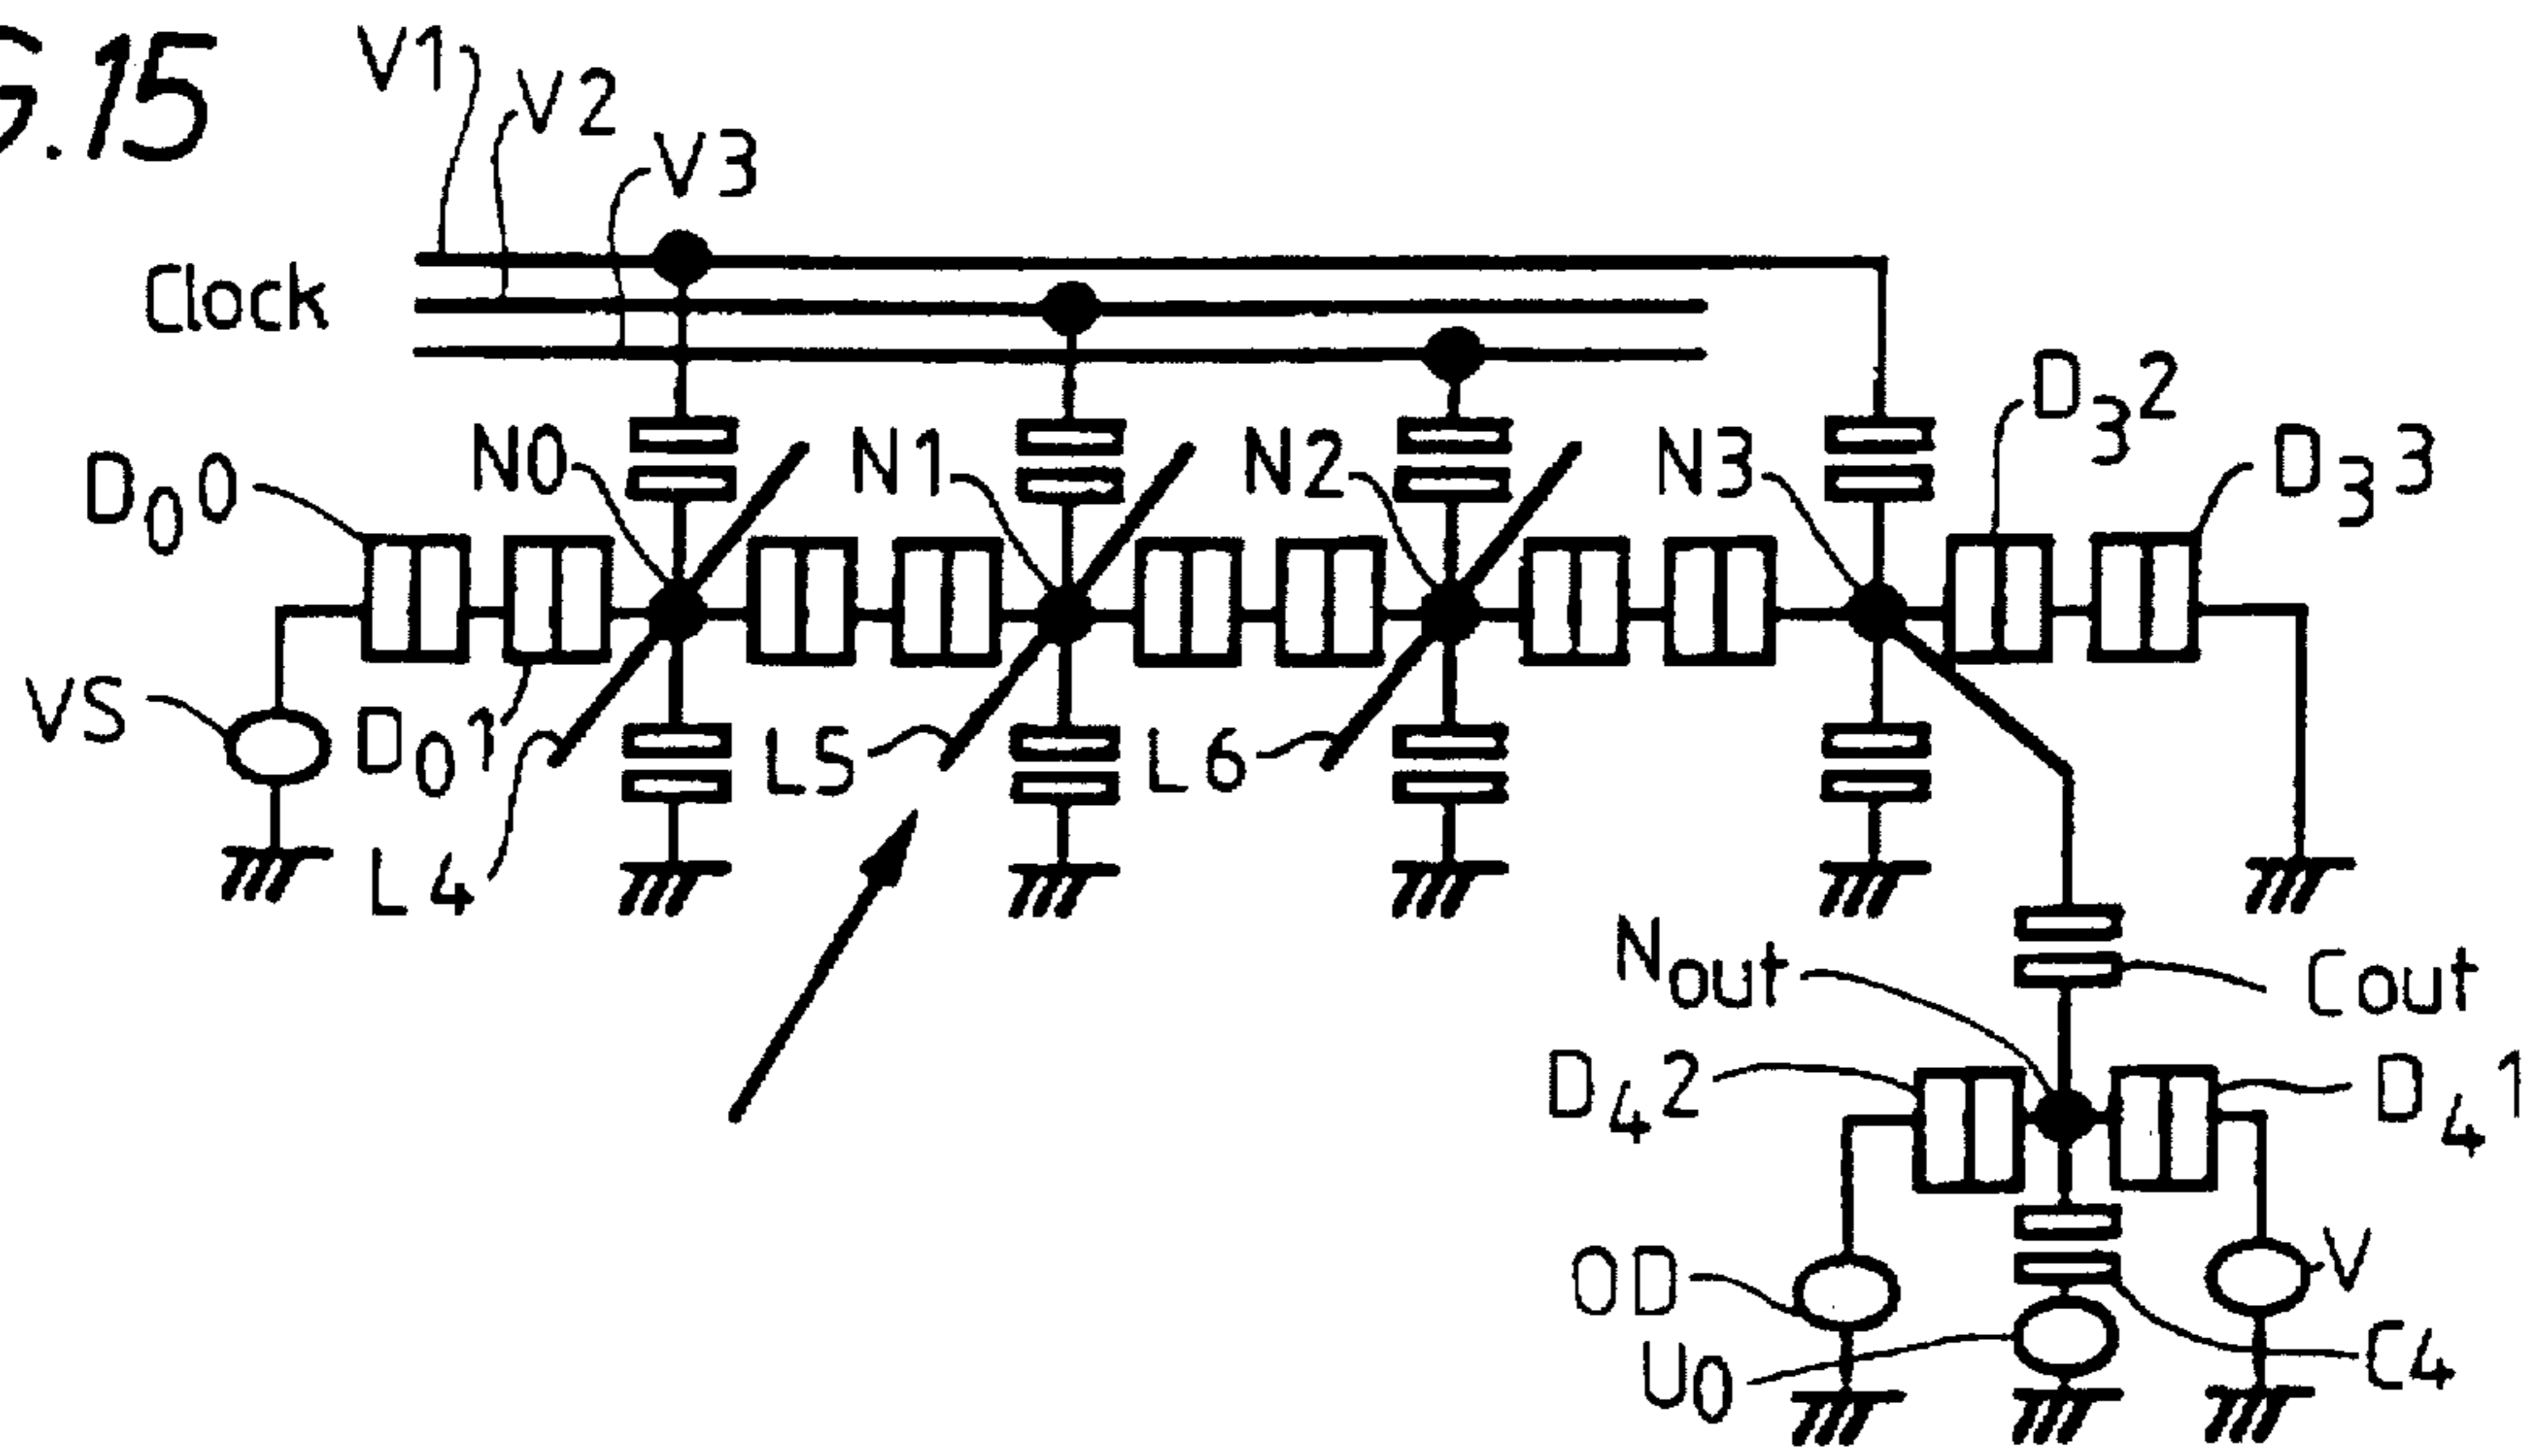 G.15
V1
V2
V3
Clock
D₀0
N0
N1
N2
N3
D₃2
D₃3
VS
D₀1
L4
L5
L6
Nout
Cout
D₄2
D₄1
OD
U0
V
C4